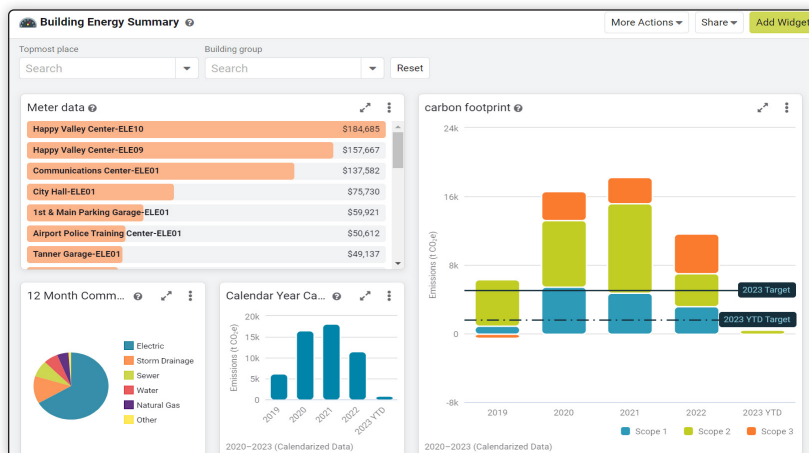 Building Energy Summary
More Actions
Share
Add Widget
Topmost place
Building group
Search
Search
Reset
Meter data
Happy Valley Center-ELE10 $184,685
Happy Valley Center-ELE09 $157,667
Communications Center-ELE01 $137,582
City Hall-ELE01 $75,730
1st & Main Parking Garage-ELE01 $59,921
Airport Police Training Center-ELE01 $50,612
Tanner Garage-ELE01 $49,137
carbon footprint
24k
16k
8k
0
-8k
Emissions (t CO₂e)
2023 Target
2023 YTD Target
2019 2020 2021 2022 2023 YTD
Scope 1 Scope 2 Scope 3
2020–2023 (Calendarized Data)
12 Month Comm...
Electric
Storm Drainage
Sewer
Water
Natural Gas
Other
Calendar Year Ca...
20k
15k
10k
5k
0
Emissions (t CO₂e)
2019 2020 2021 2022 2023 YTD
2020–2023 (Calendarized Data)